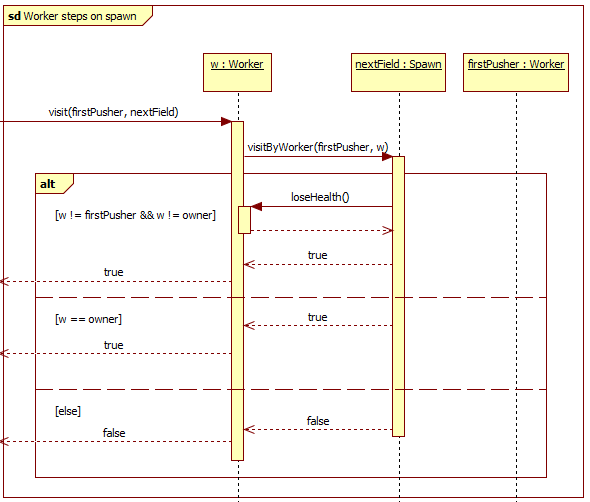 sd Worker steps on spawn
w : Worker
nextField : Spawn
firstPusher : Worker
visit(firstPusher, nextField)
visitByWorker(firstPusher, w)
alt
loseHealth()
[w != firstPusher && w != owner]
true
true
[w == owner]
true
true
[else]
false
false